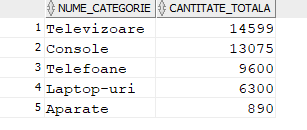 NUME_CATEGORIE CANTITATE_TOTALA
1 Televizoare 14599
2 Console 13075
3 Telefoane 9600
4 Laptop-uri 6300
5 Aparate 890